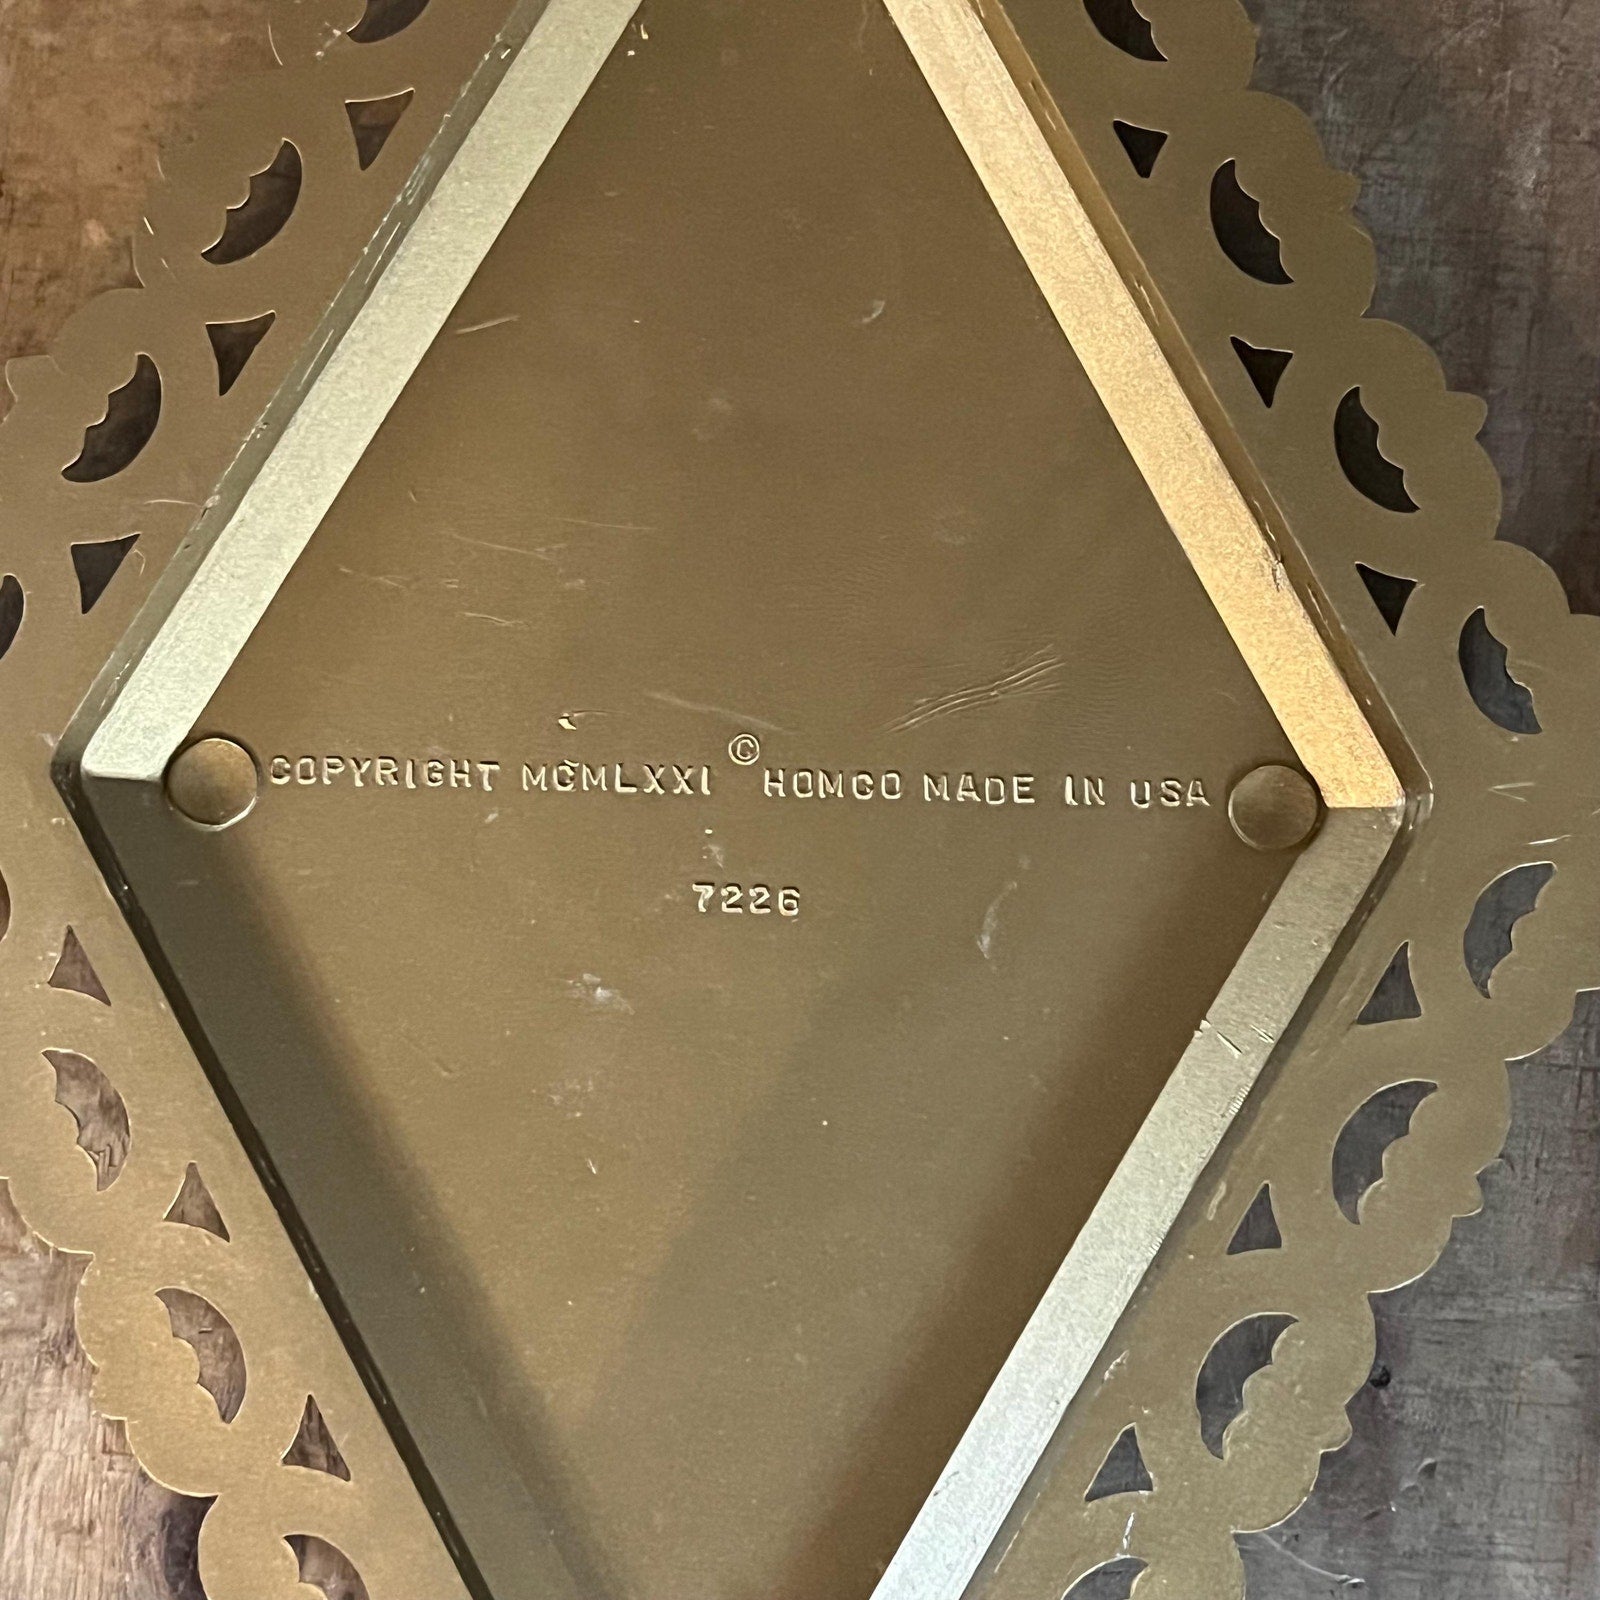 COPYRIGHT MCMLXXI © HOMCO MADE IN USA
7226